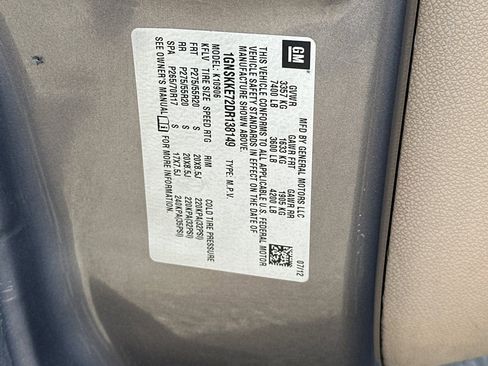 GM
MFD BY GENERAL MOTORS LLC
GVWR GAWR FRT GAWR RR
3357 KG 1633 KG 1905 KG
7400 LB 3600 LB 4200 LB
THIS VEHICLE CONFORMS TO ALL APPLICABLE U.S. FEDERAL MOTOR
VEHICLE SAFETY STANDARDS IN EFFECT ON THE DATE OF
MANUFACTURE SHOWN ABOVE.
1GNSKKE72DR138149 TYPE: M.P.V.
MODEL: K10906
KFLV TIRE SIZE SPEED RTG RIM COLD TIRE PRESSURE
FRT P275/55R20 S 20X8.5J 220KPA(32PSI)
RR P275/55R20 S 20X8.5J 220KPA(32PSI)
SPA P265/70R17 S 17X7.5J 240KPA(35PSI)
SEE OWNER'S MANUAL FOR MORE INFORMATION.
07/12